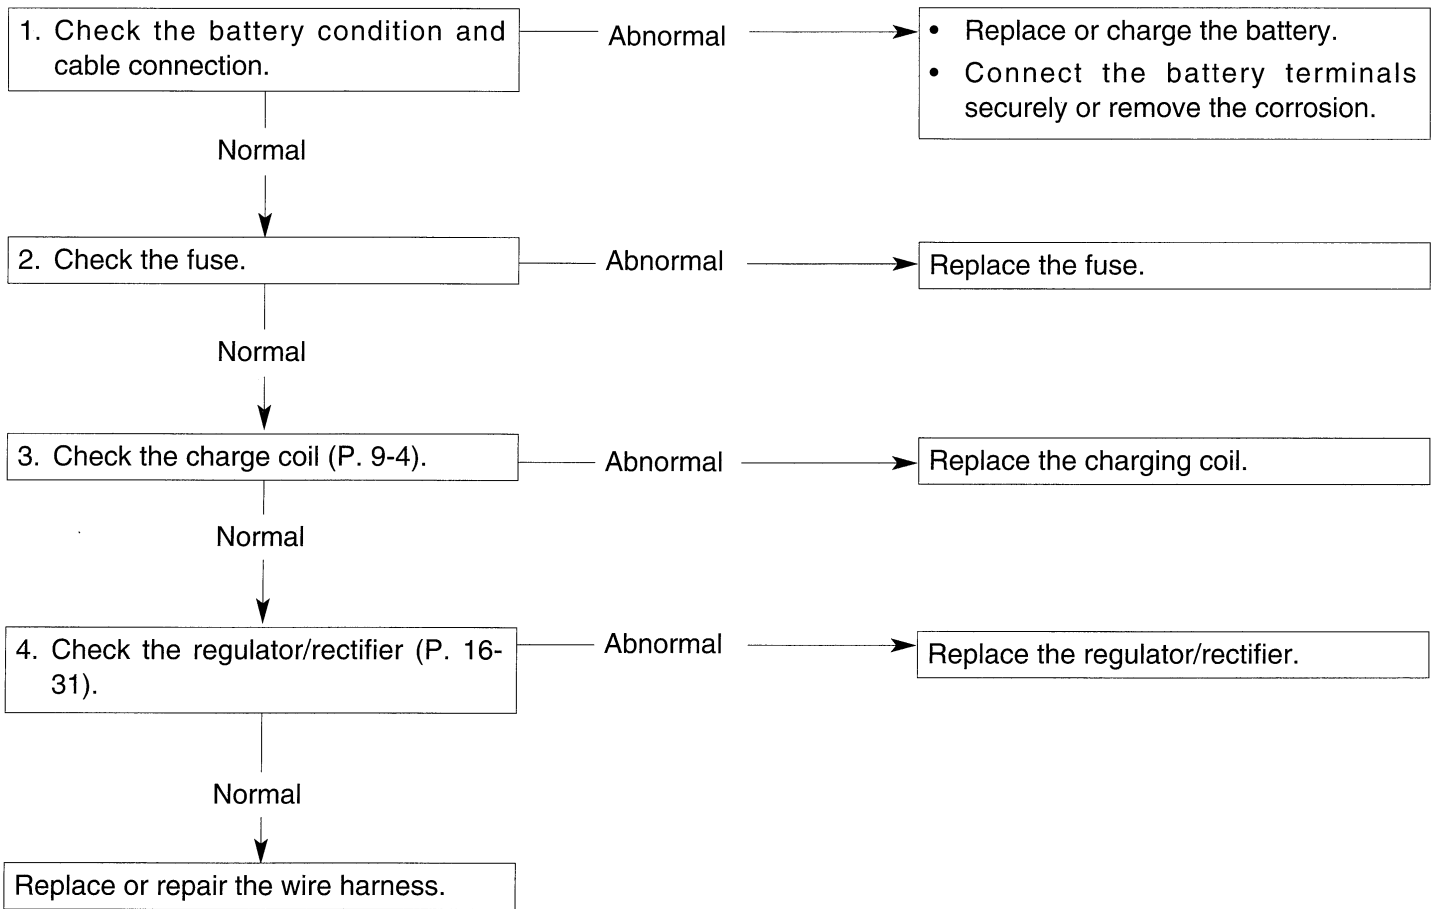 1. Check the battery condition and
cable connection.
Abnormal
• Replace or charge the battery.
• Connect the battery terminals
securely or remove the corrosion.
Normal
2. Check the fuse.
Abnormal
Replace the fuse.
Normal
3. Check the charge coil (P. 9-4).
Abnormal
Replace the charging coil.
Normal
4. Check the regulator/rectifier (P. 16-
31).
Abnormal
Replace the regulator/rectifier.
Normal
Replace or repair the wire harness.